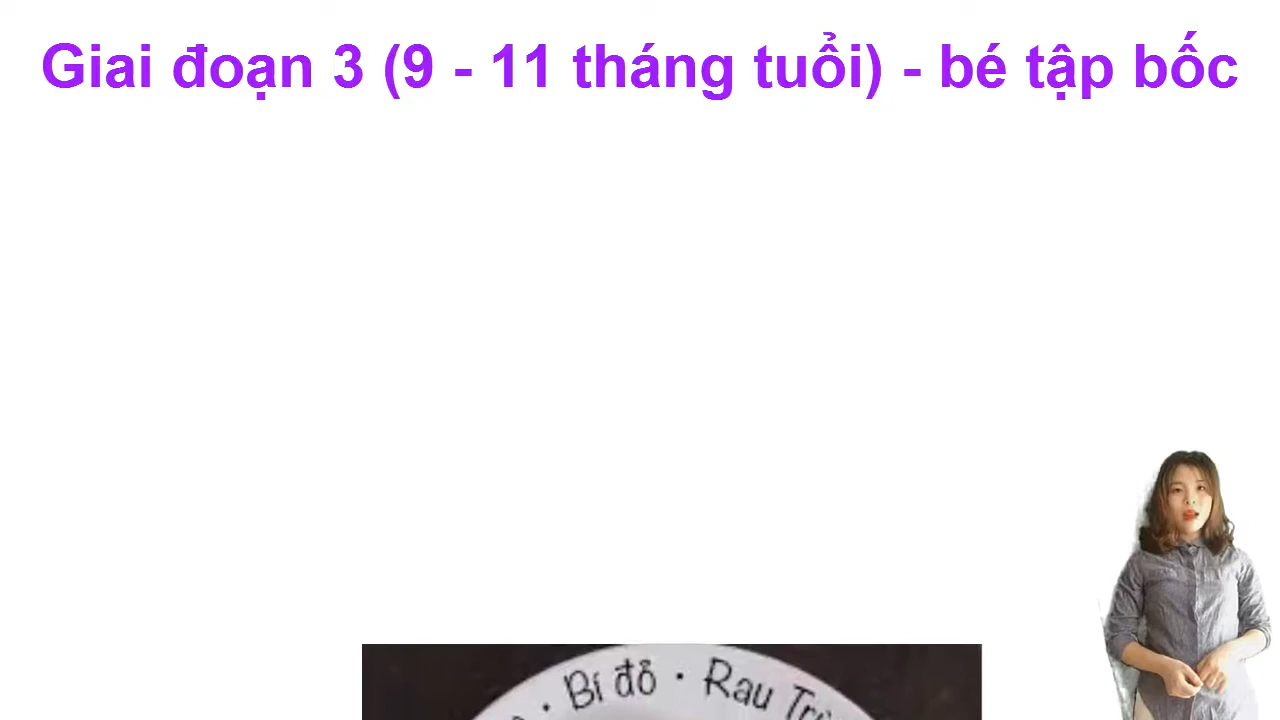 Giai đoạn 3 (9 - 11 tháng tuổi) - bé tập bốc
· Bí đỏ · Rau